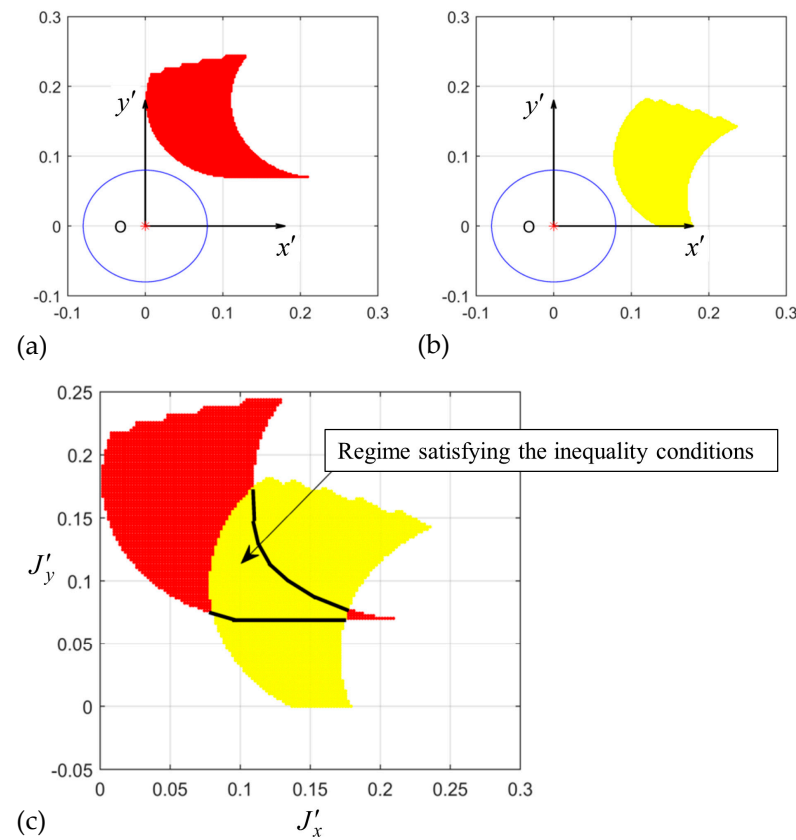 0.3
0.2
0.1
0
-0.1
-0.1 0 0.1 0.2 0.3
y′
x′
O
(a)
0.3
0.2
0.1
0
-0.1
-0.1 0 0.1 0.2 0.3
y′
x′
O
(b)
0.25
0.2
0.15
0.1
0.05
0
-0.05
0 0.05 0.1 0.15 0.2 0.25 0.3
Regime satisfying the inequality conditions
J′y
J′x
(c)